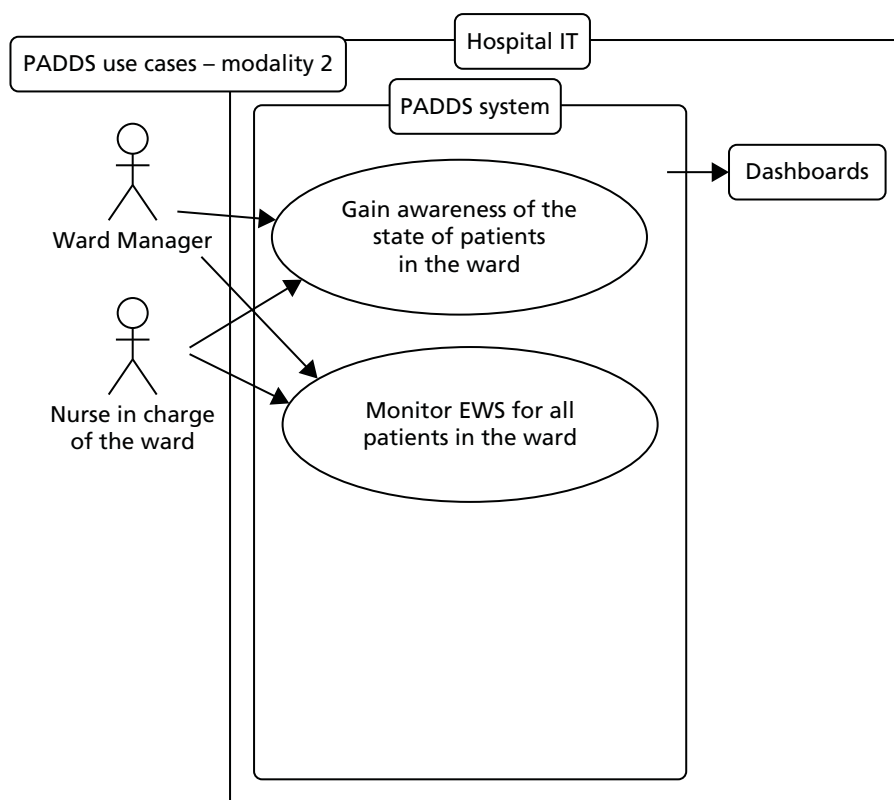 Hospital IT
PADDS use cases – modality 2
PADDS system
Dashboards
Gain awareness of the
state of patients
in the ward
Ward Manager
Monitor EWS for all
patients in the ward
Nurse in charge
of the ward